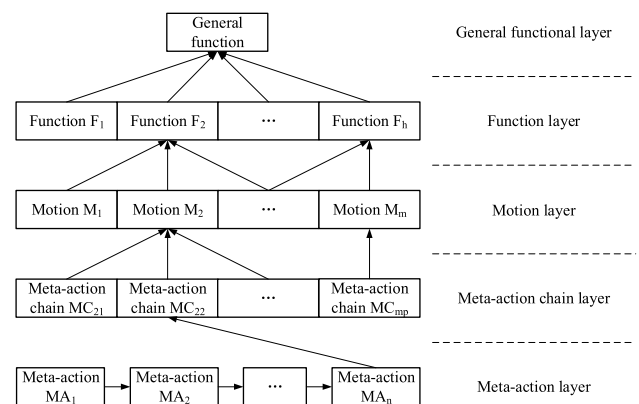 General
function
General functional layer
Function F₁
Function F₂
···
Function Fₕ
Function layer
Motion M₁
Motion M₂
···
Motion Mₘ
Motion layer
Meta-action
chain MC₂₁
Meta-action
chain MC₂₂
···
Meta-action
chain MCₘₚ
Meta-action chain layer
Meta-action
MA₁
Meta-action
MA₂
···
Meta-action
MAₙ
Meta-action layer